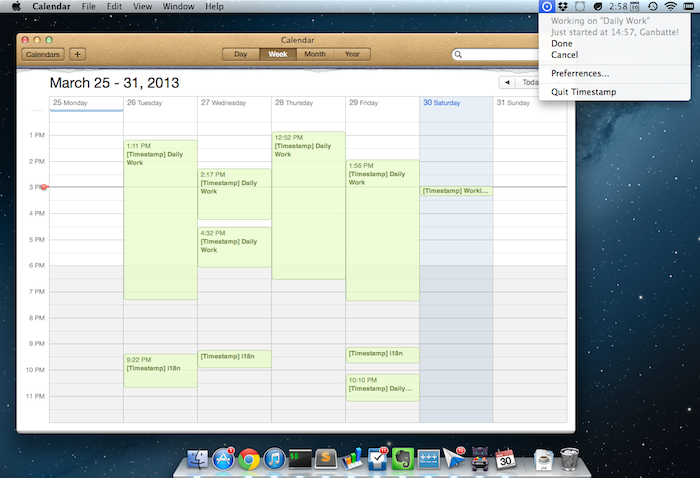 Calendar File Edit View Window Help 2:58
Working on "Daily Work"
Just started at 14:57, Ganbatte!
Done
Cancel
Preferrences...
Quit Timestamp
Calendar
Calendars + Day Week Month Year
March 25 - 31, 2013
Toda
25 Monday 26 Tuesday 27 Wednesday 28 Thursday 29 Friday 30 Saturday 31 Sunday
1 PM
2 PM
3 PM
4 PM
5 PM
6 PM
7 PM
8 PM
9 PM
10 PM
11 PM
1:11 PM
[Timestamp] Daily
Work
9:22 PM
[Timestamp] i18n
2:17 PM
[Timestamp] Daily
Work
4:32 PM
[Timestamp] Daily
Work
[Timestamp] i18n
12:52 PM
[Timestamp] Daily
Work
1:56 PM
[Timestamp] Daily
Work
[Timestamp] i18n
10:10 PM
[Timestamp] Daily...
[Timestamp] Worki...
30